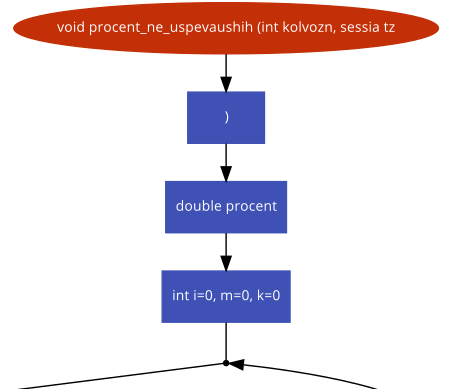 void procent_ne_uspevaushih (int kolvozn, sessia tz
)
double procent
int i=0, m=0, k=0